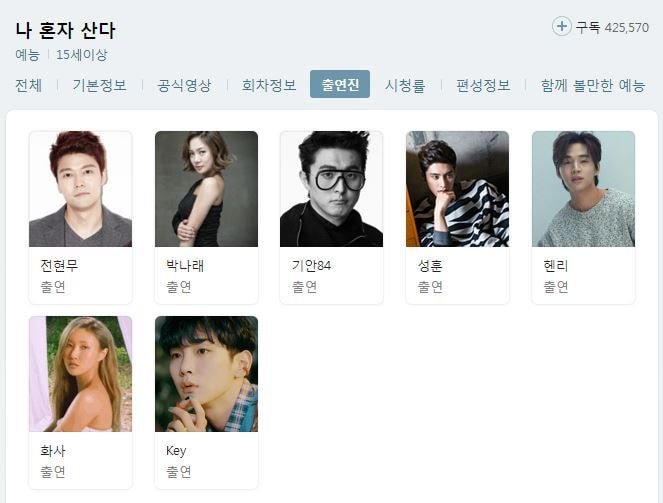 나 혼자 산다
구독 425,570
예능 15세이상
전체 기본정보 공식영상 회차정보 출연진 시청률 편성정보 함께 볼만한 예능
전현무 박나래 기안84 성훈 헨리
출연 출연 출연 출연 출연
화사 Key
출연 출연